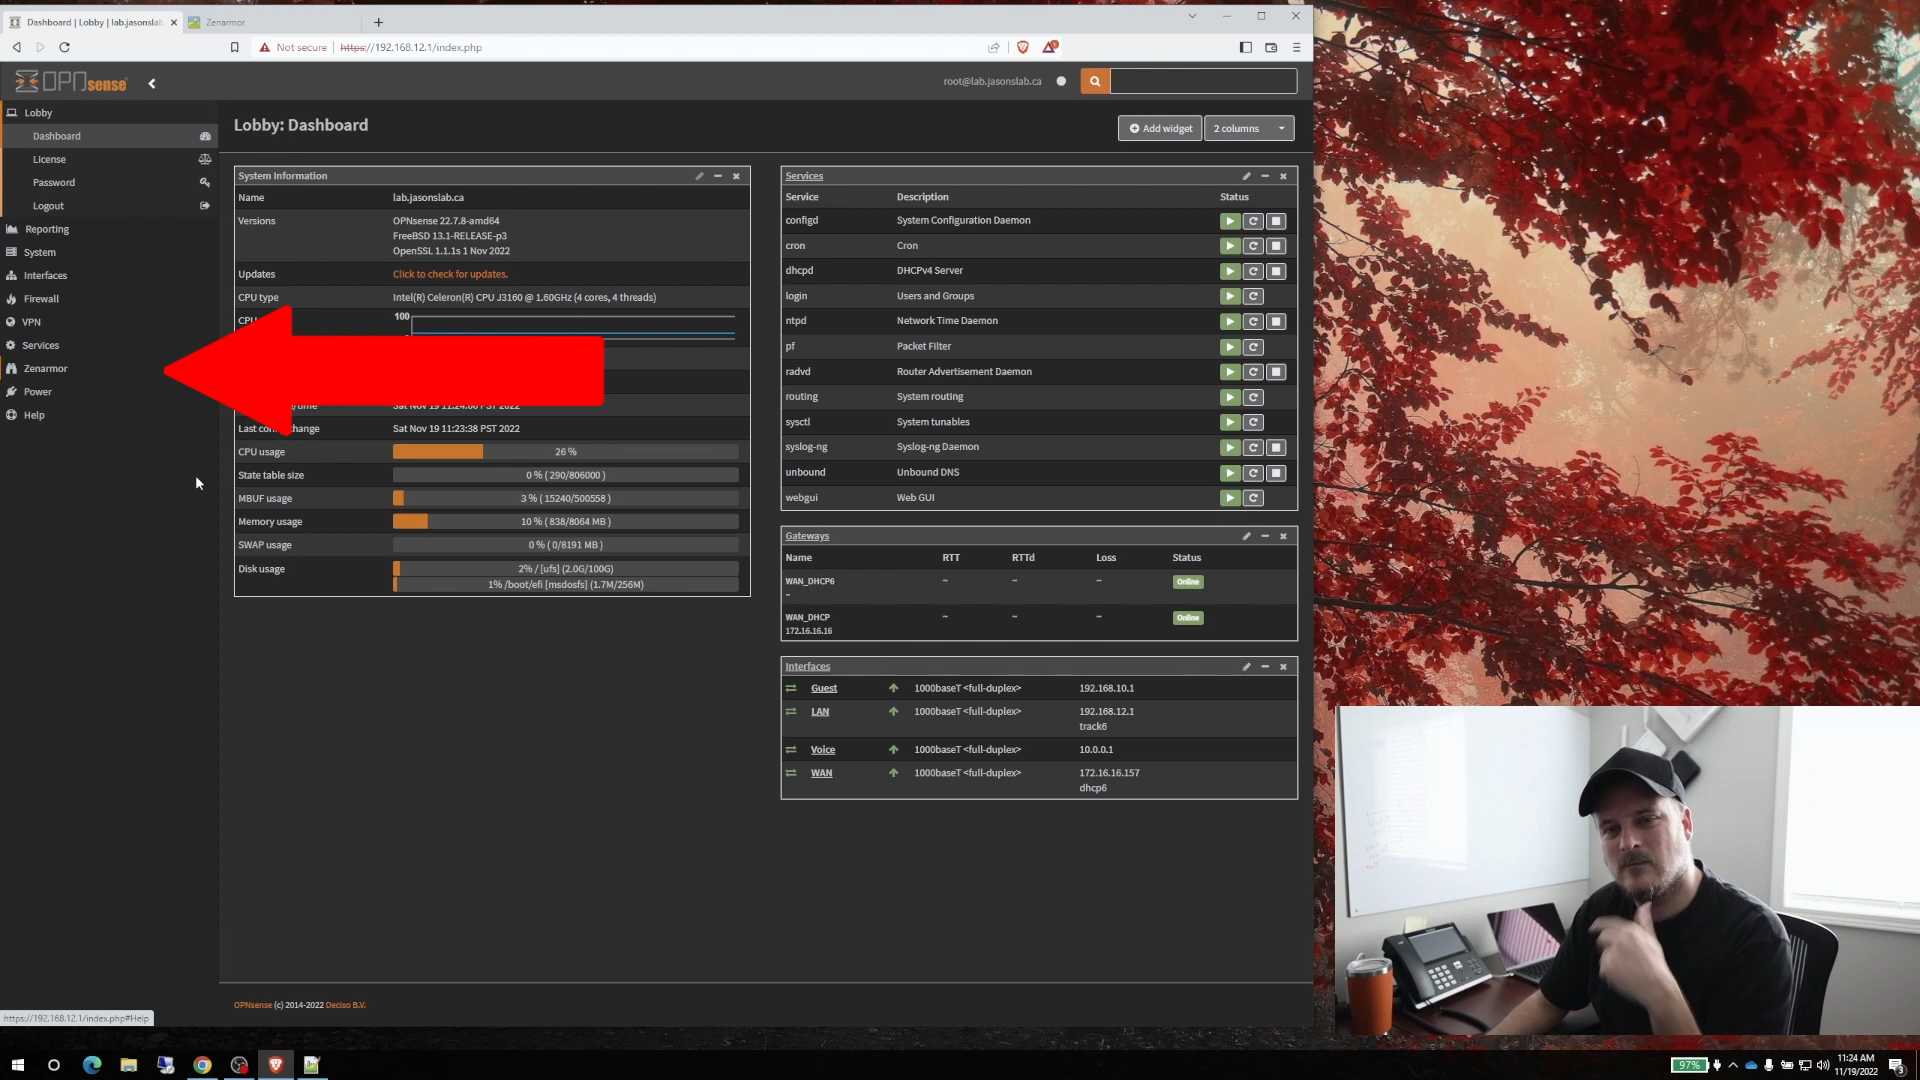 Dashboard | Lobby | lab.jasonslab
Zenarmor
Not secure
https://192.168.12.1/index.php
OPNsense
root@lab.jasonslab.ca
Lobby
Dashboard
License
Password
Logout
Reporting
System
Interfaces
Firewall
VPN
Services
Zenarmor
Power
Help
Lobby: Dashboard
Add widget
2 columns
System Information
Name lab.jasonslab.ca
Versions OPNsense 22.7.8-amd64
FreeBSD 13.1-RELEASE-p3
OpenSSL 1.1.1s 1 Nov 2022
Updates Click to check for updates.
CPU type Intel(R) Celeron(R) CPU J3160 @ 1.60GHz (4 cores, 4 threads)
CPU 100
Last change Sat Nov 19 11:23:38 PST 2022
CPU usage 26 %
State table size 0 % ( 290/806000 )
MBUF usage 3 % ( 15240/500558 )
Memory usage 10 % ( 838/8064 MB )
SWAP usage 0 % ( 0/8191 MB )
Disk usage 2% / [ufs] (2.0G/100G)
1% /boot/efi [msdosfs] (1.7M/256M)
Services
Service Description Status
configd System Configuration Daemon
cron Cron
dhcpd DHCPv4 Server
login Users and Groups
ntpd Network Time Daemon
pf Packet Filter
radvd Router Advertisement Daemon
routing System routing
sysctl System tunables
syslog-ng Syslog-ng Daemon
unbound Unbound DNS
webgui Web GUI
Gateways
Name RTT RTTd Loss Status
WAN_DHCP6 ~ ~ ~ Online
~
WAN_DHCP ~ ~ ~ Online
172.16.16.16
Interfaces
Guest 1000baseT <full-duplex> 192.168.10.1
LAN 1000baseT <full-duplex> 192.168.12.1
track6
Voice 1000baseT <full-duplex> 10.0.0.1
WAN 1000baseT <full-duplex> 172.16.16.157
dhcp6
OPNsense (c) 2014-2022 Deciso B.V.
https://192.168.12.1/index.php#Help
97%
11:24 AM
11/19/2022
3